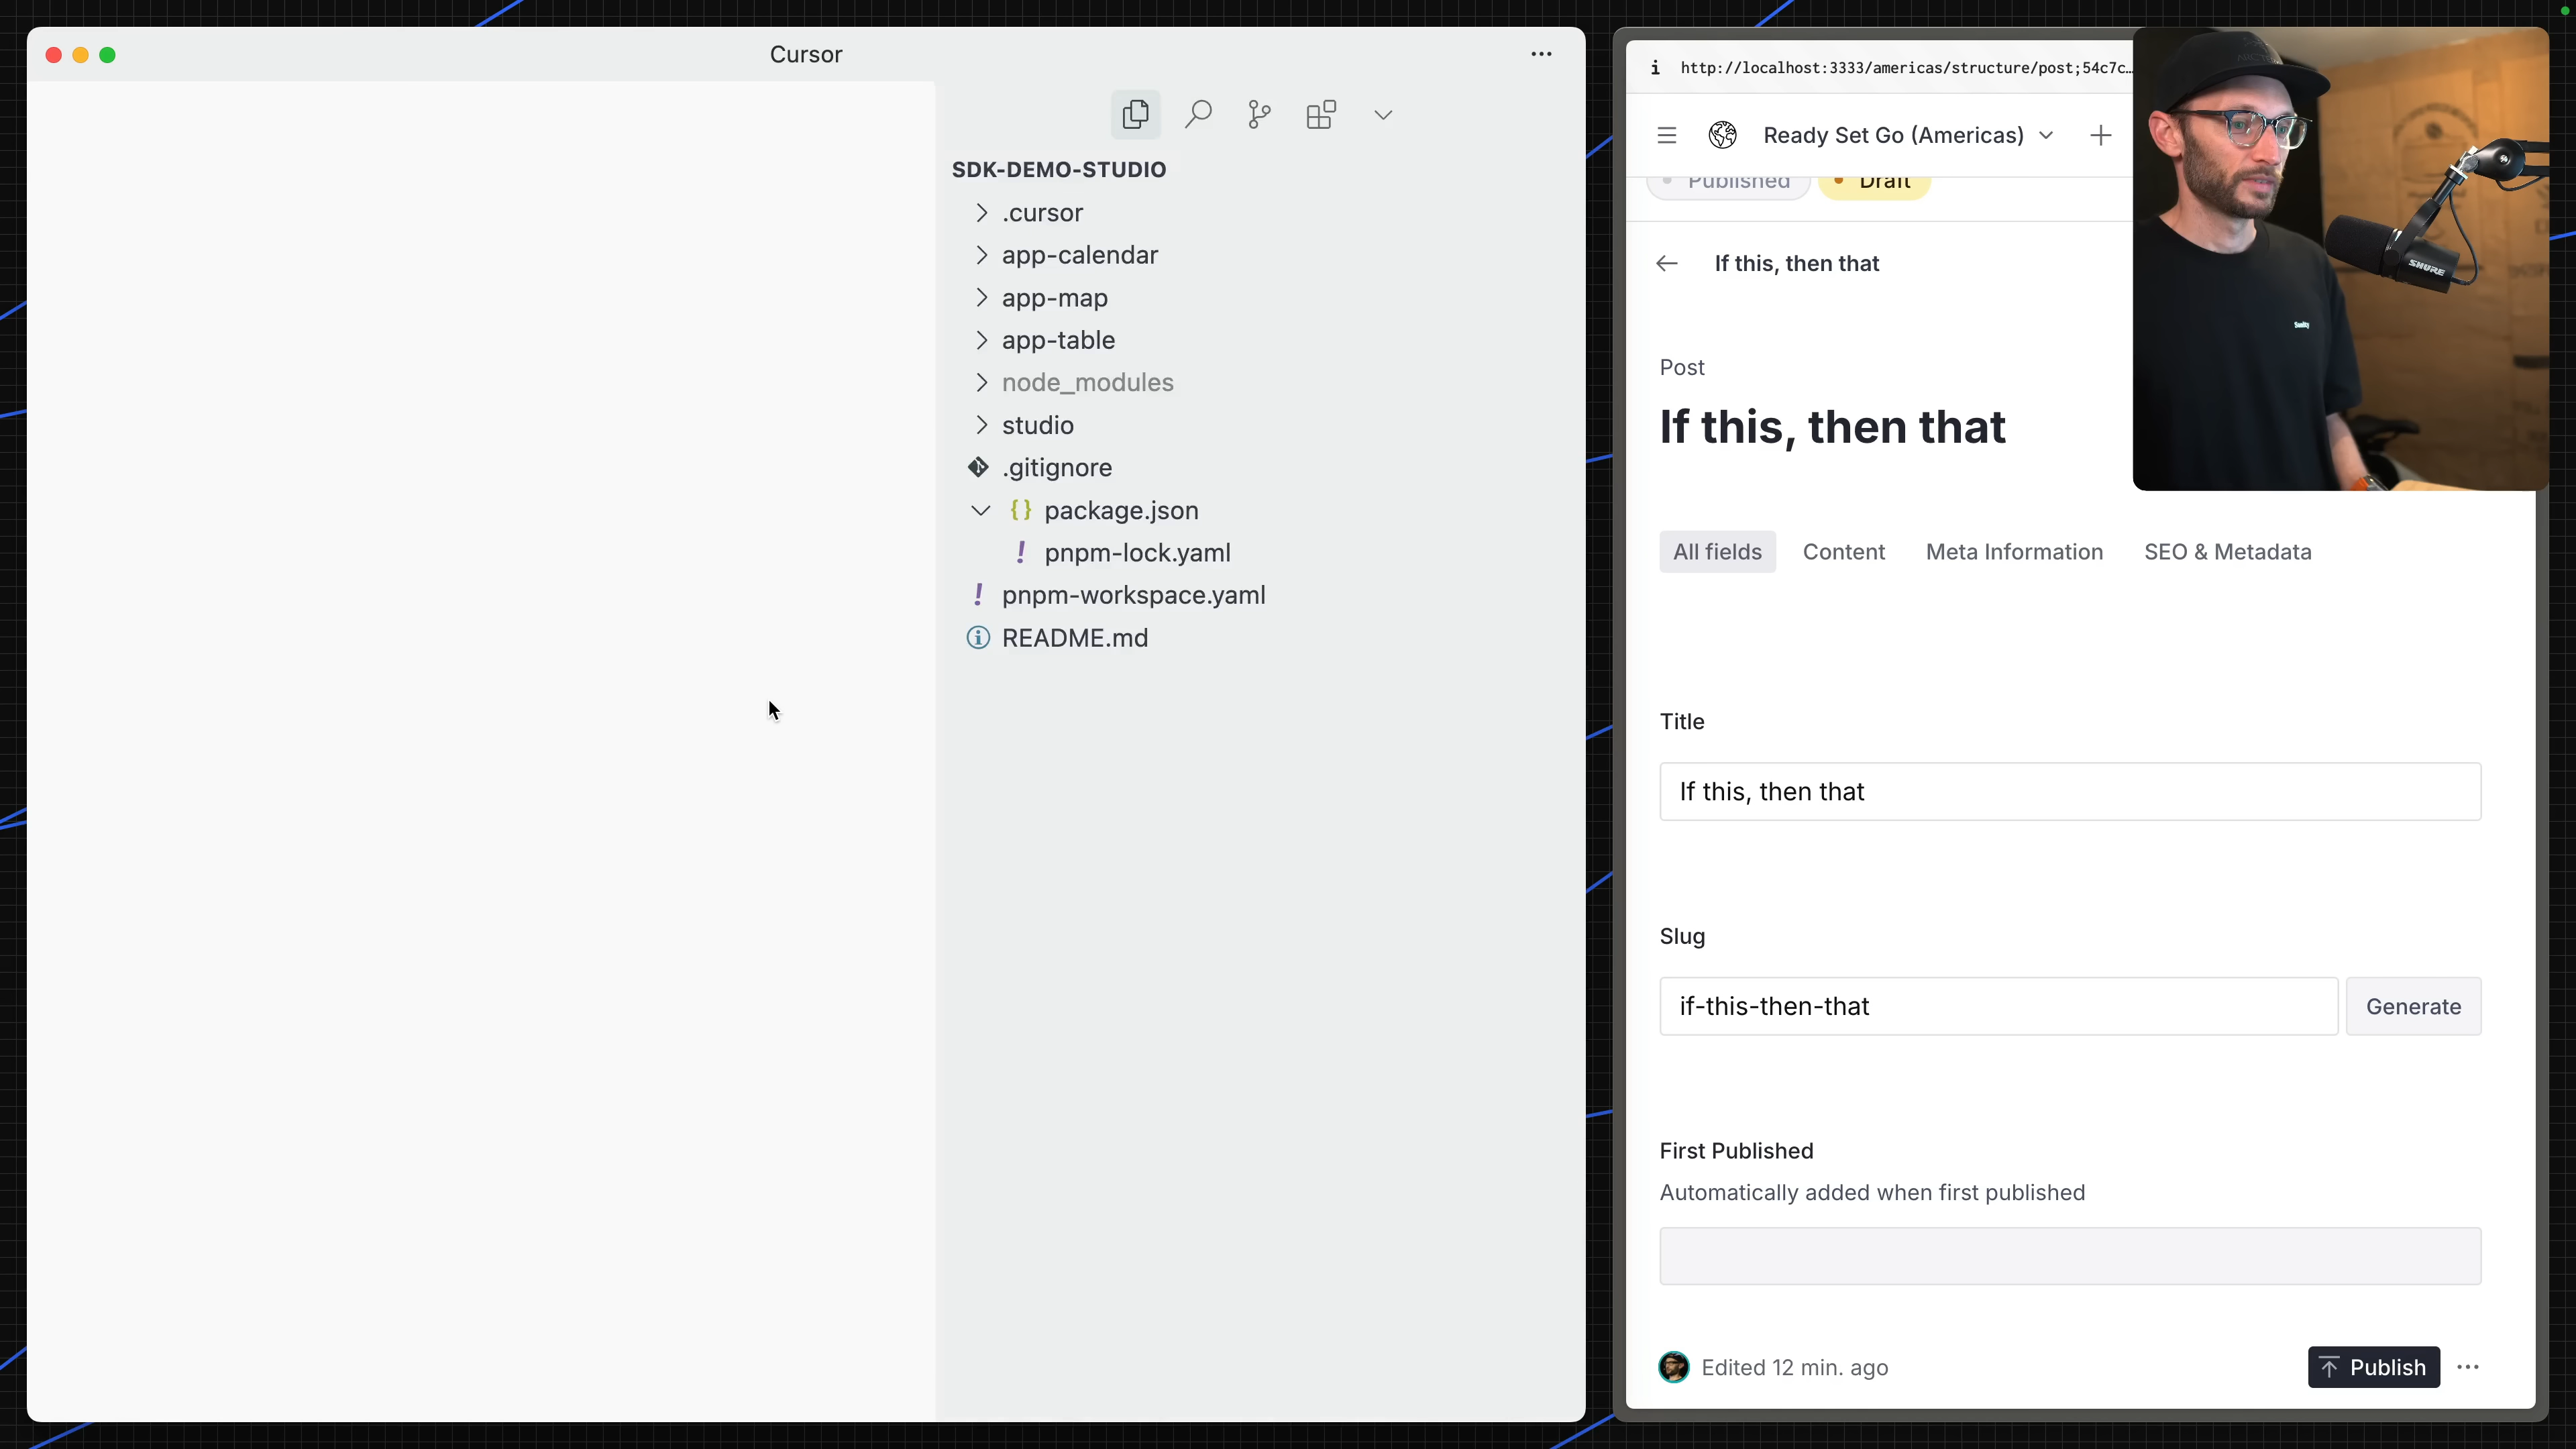 Cursor
SDK-DEMO-STUDIO
.cursor
app-calendar
app-map
app-table
node_modules
studio
.gitignore
package.json
pnpm-lock.yaml
pnpm-workspace.yaml
README.md
http://localhost:3333/americas/structure/post;54c7c…
Ready Set Go (Americas)
Published
Draft
If this, then that
Post
If this, then that
All fields
Content
Meta Information
SEO & Metadata
Title
If this, then that
Slug
if-this-then-that
Generate
First Published
Automatically added when first published
Edited 12 min. ago
Publish
SHURE
Sanity